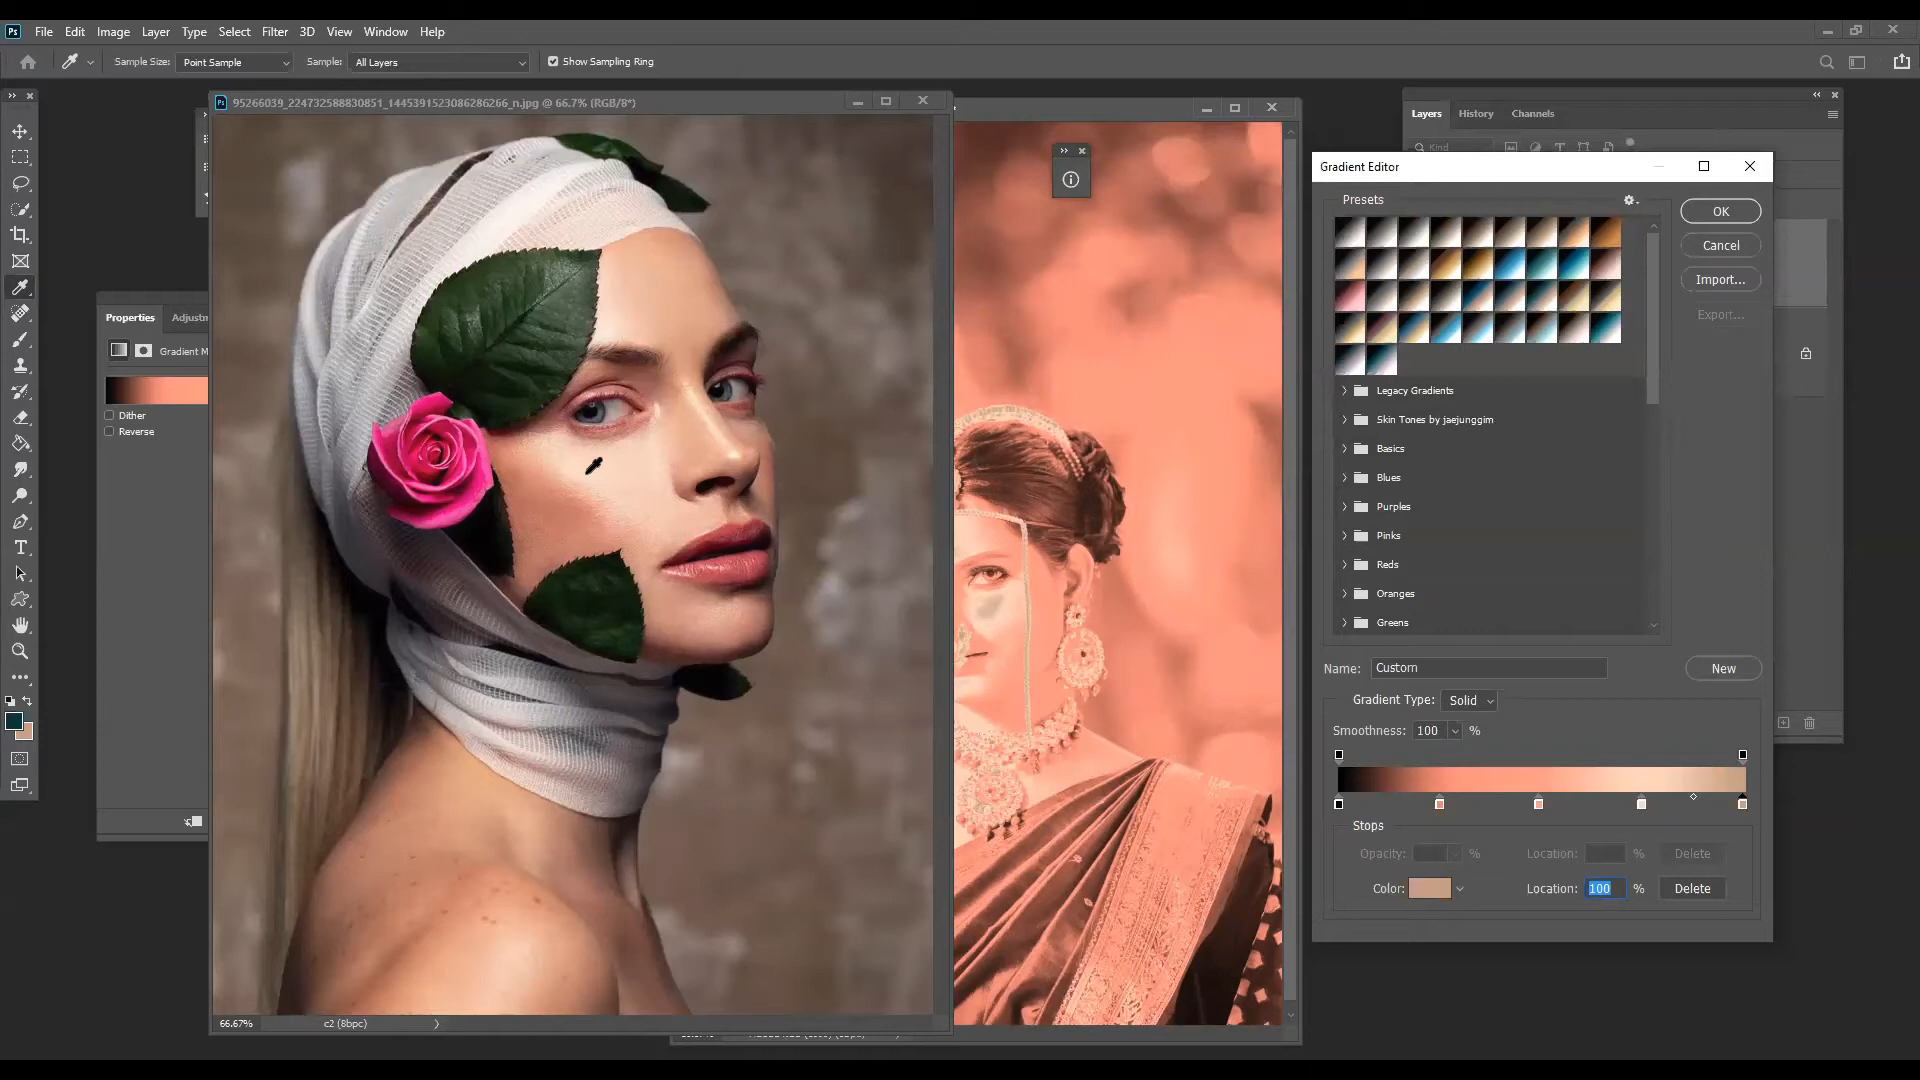 Ps File Edit Image Layer Type Select Filter 3D View Window Help
Sample Size: Point Sample Sample: All Layers Show Sampling Ring
95266039_224732588830851_1445391523086286266_n.jpg @ 66.7% (RGB/8*)
Layers History Channels
Kind
Gradient Editor
Presets
OK
Cancel
Import...
Export...
Properties Adjustm
Gradient M
Dither
Reverse
Legacy Gradients
Skin Tones by jaejunggim
Basics
Blues
Purples
Pinks
Reds
Oranges
Greens
Name: Custom New
Gradient Type: Solid
Smoothness: 100 %
Stops
Opacity: % Location: % Delete
Color: Location: 100 % Delete
66.67% c2 (8bpc)